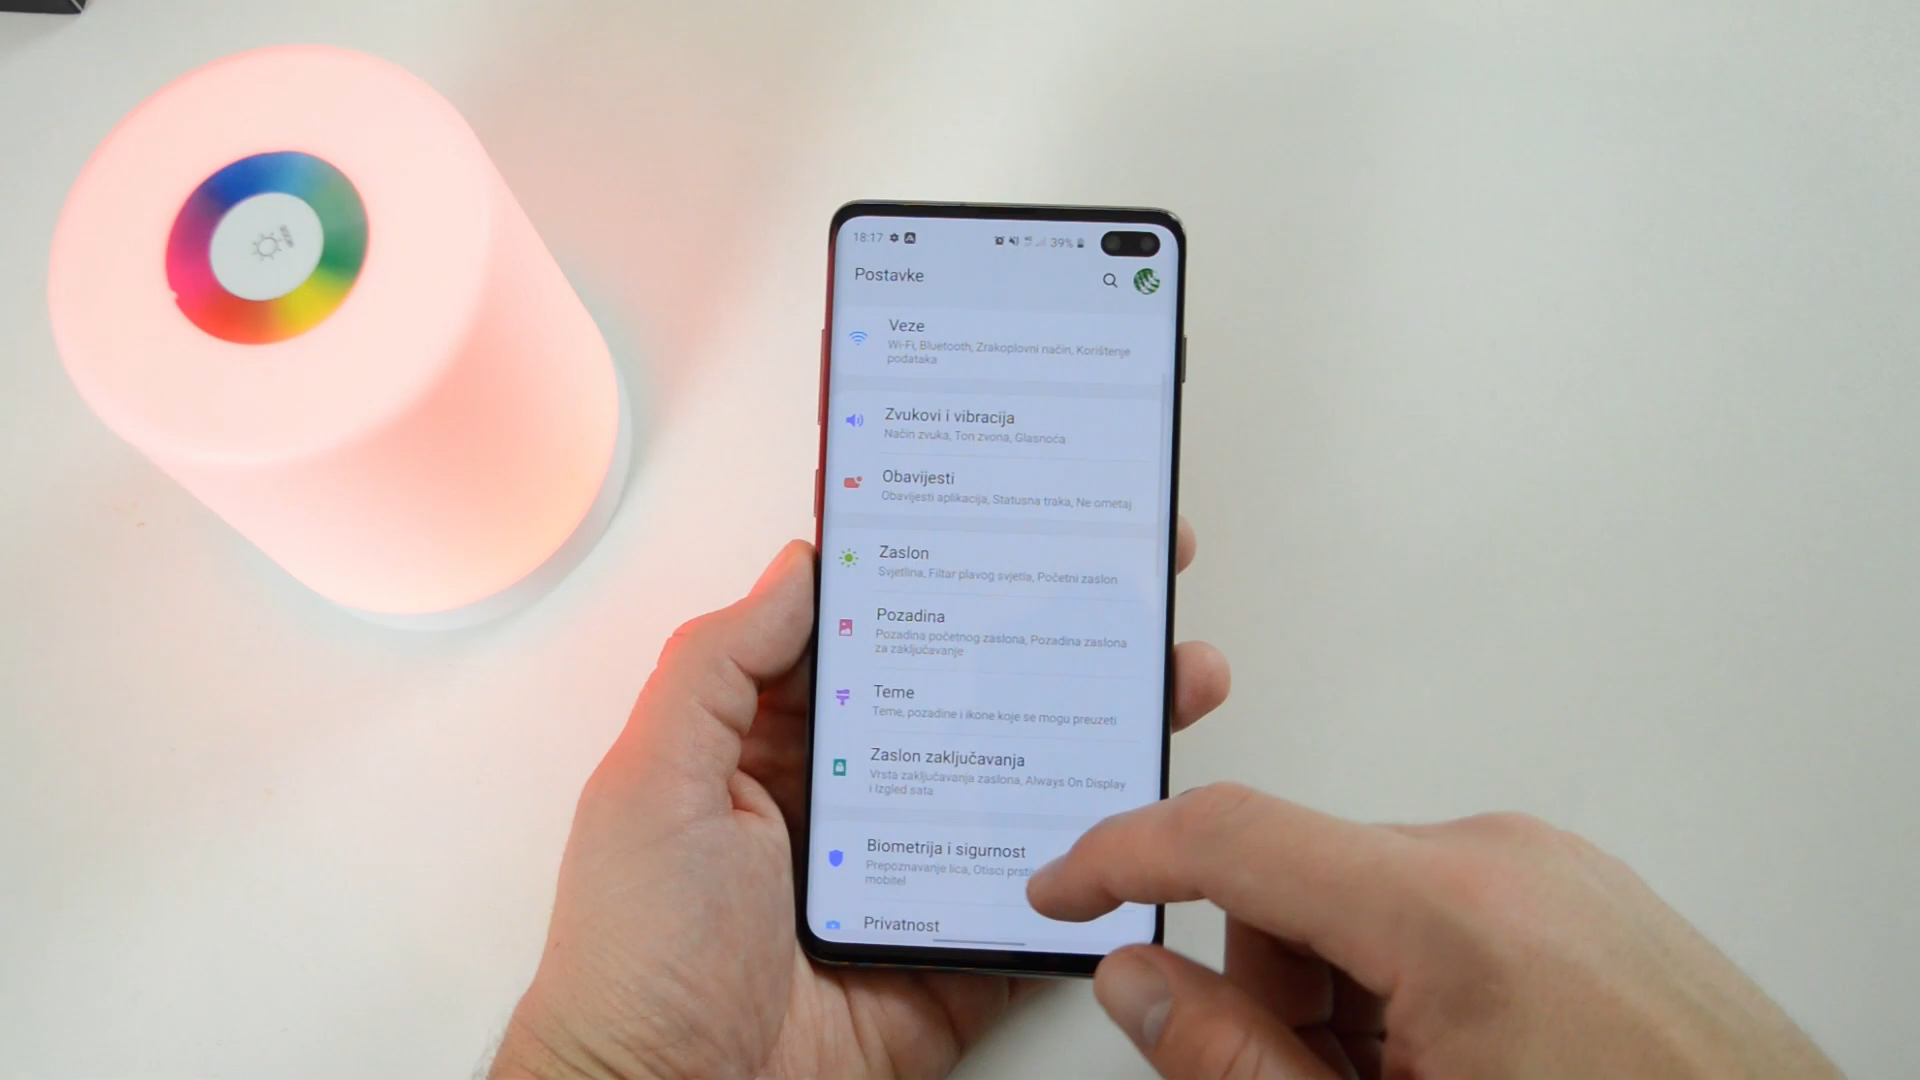 18:17
39%
Postavke
Veze
Wi-Fi, Bluetooth, Zrakoplovni način, Korištenje
podataka
Zvukovi i vibracija
Način zvuka, Ton zvona, Glasnoća
Obavijesti
Obavijesti aplikacija, Statusna traka, Ne ometaj
Zaslon
Svjetlina, Filtar plavog svjetla, Početni zaslon
Pozadina
Pozadina početnog zaslona, Pozadina zaslona
za zaključavanje
Teme
Teme, pozadine i ikone koje se mogu preuzeti
Zaslon zaključavanja
Vrsta zaključavanja zaslona, Always On Display
i Izgled sata
Biometrija i sigurnost
Prepoznavanje lica, Otisci
mobitel
Privatnost